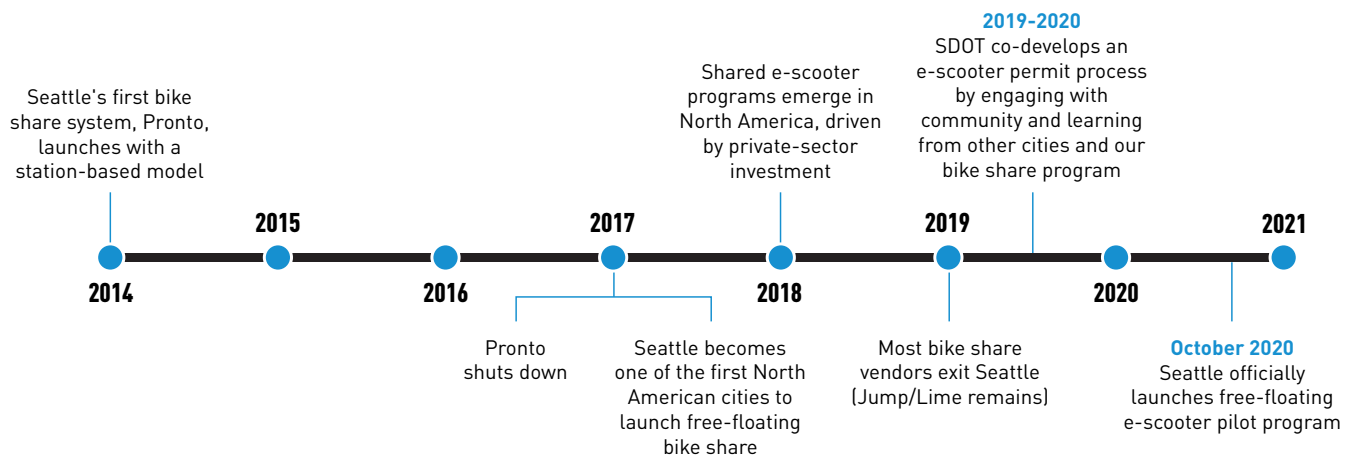 Seattle's first bike
share system, Pronto,
launches with a
station-based model
Shared e-scooter
programs emerge in
North America, driven
by private-sector
investment
2019-2020
SDOT co-develops an
e-scooter permit process
by engaging with
community and learning
from other cities and our
bike share program
2015
2017
2019
2021
2014
2016
2018
2020
Pronto
shuts down
Seattle becomes
one of the first North
American cities to
launch free-floating
bike share
Most bike share
vendors exit Seattle
(Jump/Lime remains)
October 2020
Seattle officially
launches free-floating
e-scooter pilot program